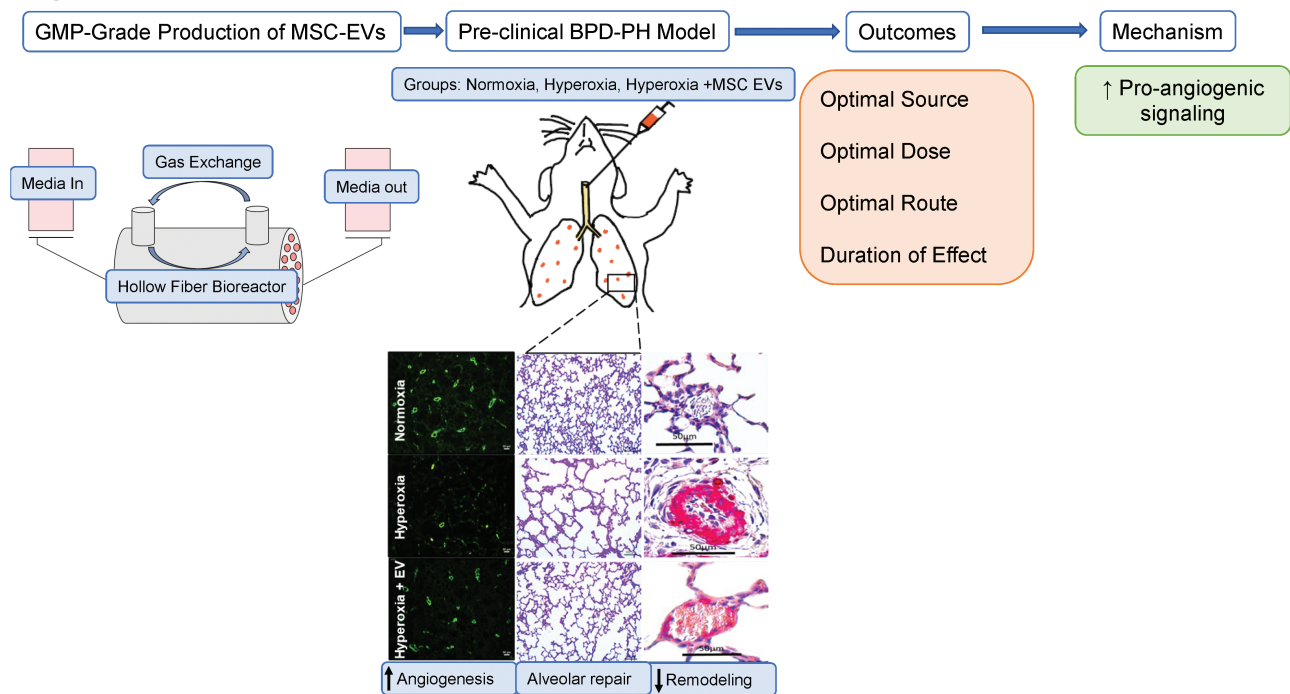 GMP-Grade Production of MSC-EVs
Pre-clinical BPD-PH Model
Outcomes
Mechanism
Groups: Normoxia, Hyperoxia, Hyperoxia +MSC EVs
Optimal Source
Optimal Dose
Optimal Route
Duration of Effect
↑ Pro-angiogenic
signaling
Gas Exchange
Media In
Media out
Hollow Fiber Bioreactor
Normoxia
50μm
Hyperoxia
50μm
Hyperoxia + EV
50μm
↑ Angiogenesis
Alveolar repair
↓ Remodeling